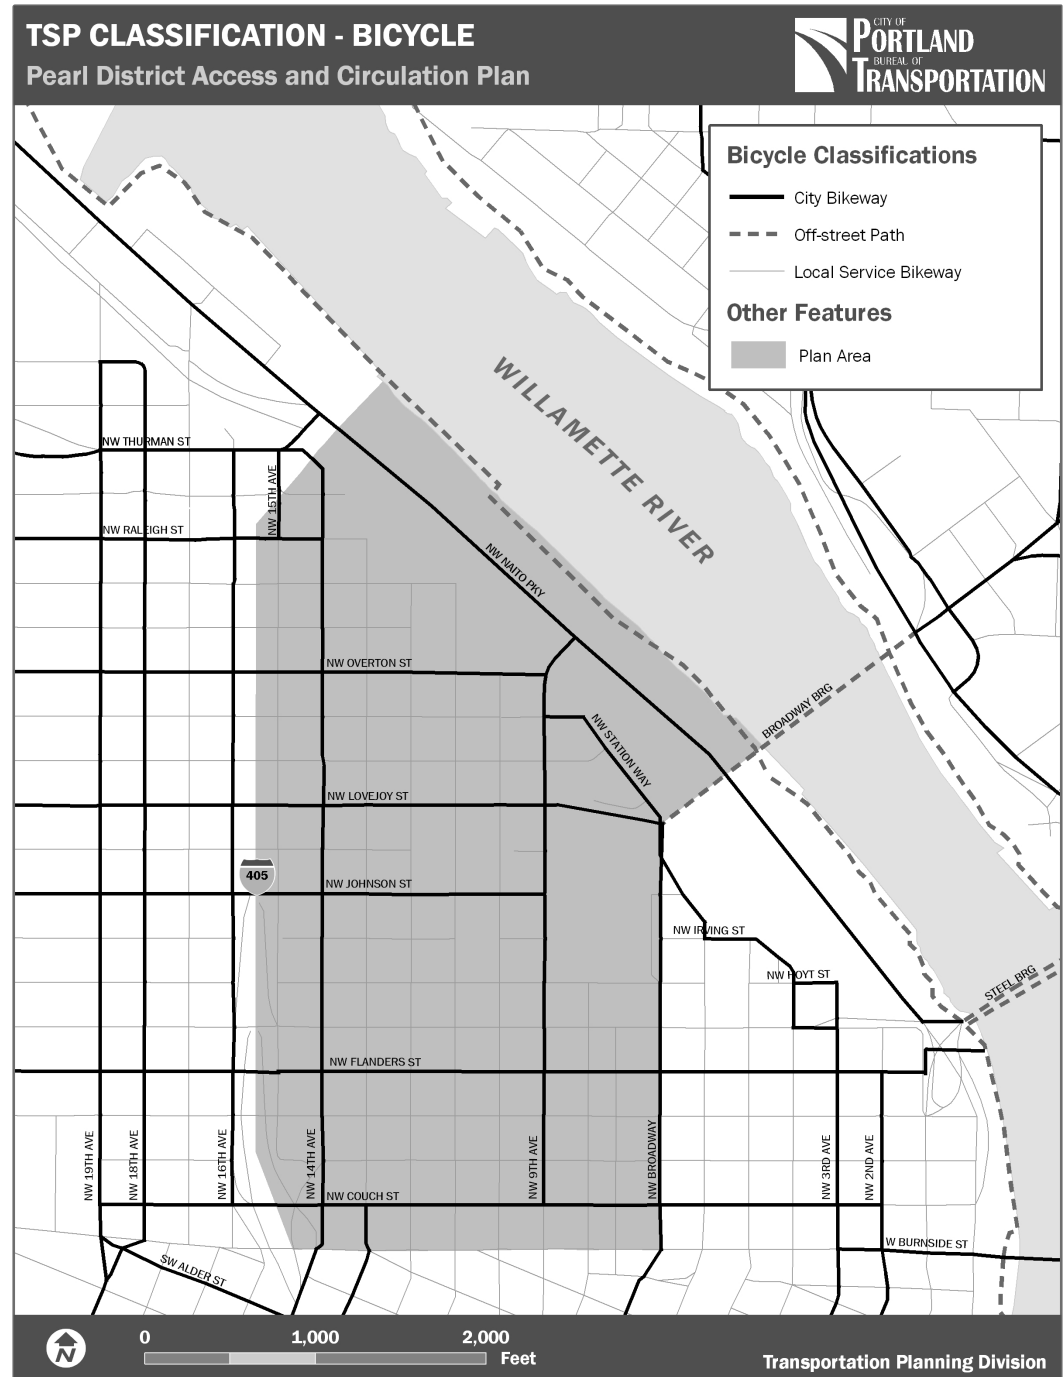 TSP CLASSIFICATION - BICYCLE
Pearl District Access and Circulation Plan
CITY OF
PORTLAND
BUREAU OF
TRANSPORTATION
Bicycle Classifications
City Bikeway
Off-street Path
Local Service Bikeway
Other Features
Plan Area
WILLAMETTE RIVER
NW THURMAN ST
NW 15TH AVE
NW RALEIGH ST
NW NAITO PKY
NW OVERTON ST
BROADWAY BRG
NW STATION WAY
NW LOVEJOY ST
405
NW JOHNSON ST
NW IRVING ST
NW HOYT ST
STEEL BRG
NW FLANDERS ST
NW 19TH AVE
NW 18TH AVE
NW 16TH AVE
NW 14TH AVE
NW 9TH AVE
NW BROADWAY
NW 3RD AVE
NW 2ND AVE
NW COUCH ST
W BURNSIDE ST
SW ALDER ST
N
0 1,000 2,000
Feet
Transportation Planning Division